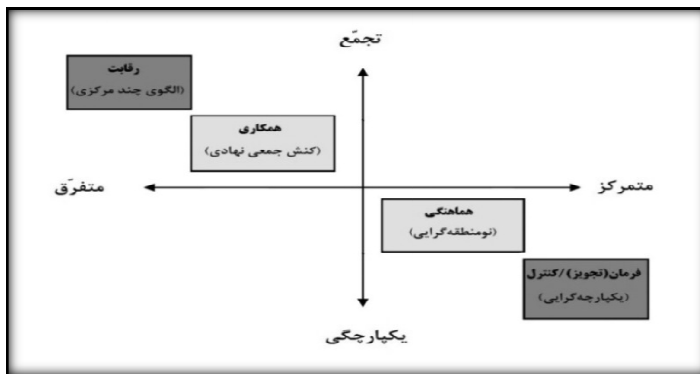 تجمّع
رقابت
(الگوی چند مرکزی)
همکاری
(کنش جمعی نهادی)
متفرّق
متمرکز
هماهنگی
(نومنطقه‌گرایی)
فرمان(تجویز)/کنترل
(یکپارچه‌گرایی)
یکپارچگی